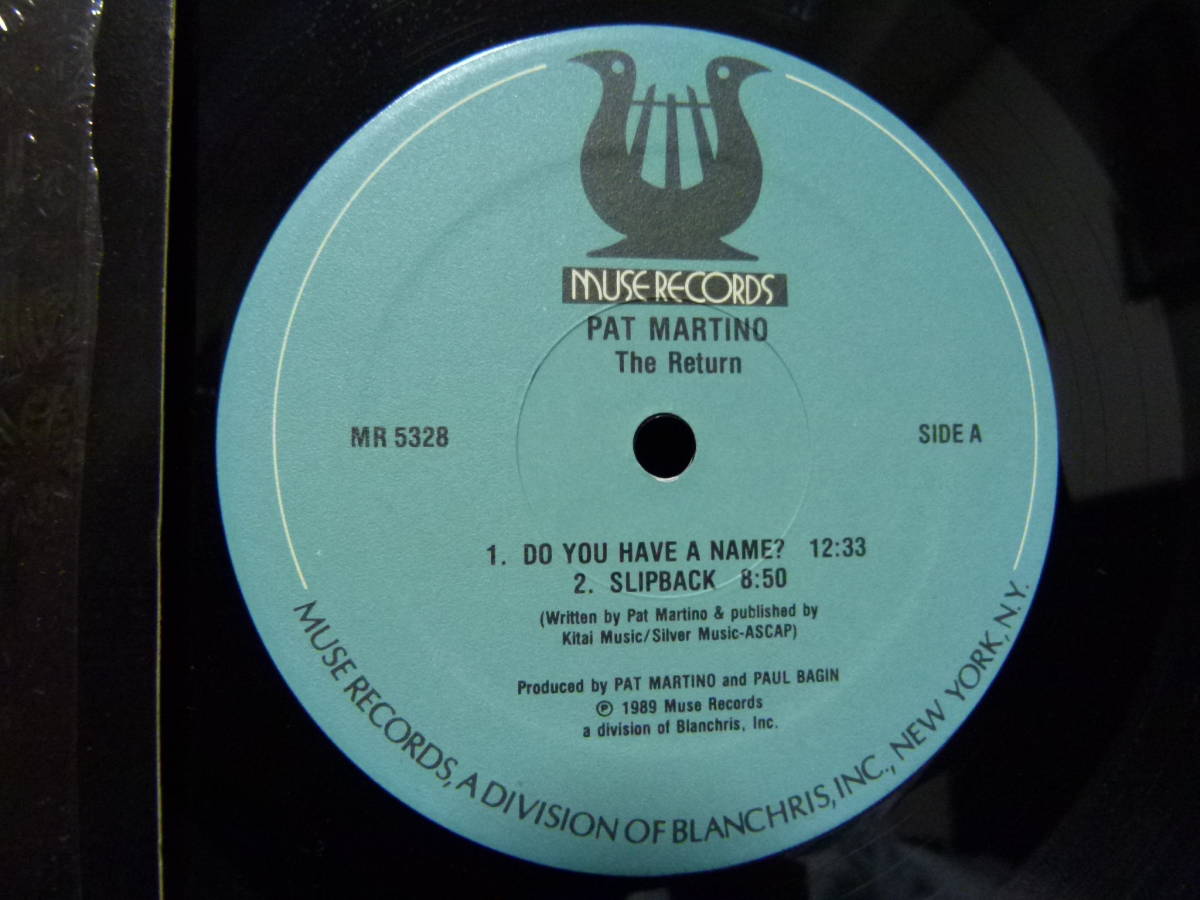 MUSE RECORDS
PAT MARTINO
The Return
MR 5328
SIDE A
1. DO YOU HAVE A NAME? 12:33
2. SLIPBACK 8:50
(Written by Pat Martino & published by
Kitai Music/Silver Music-ASCAP)
Produced by PAT MARTINO and PAUL BAGIN
℗ 1989 Muse Records
a division of Blanchris, Inc.
MUSE RECORDS, A DIVISION OF BLANCHRIS, INC., NEW YORK, N.Y.